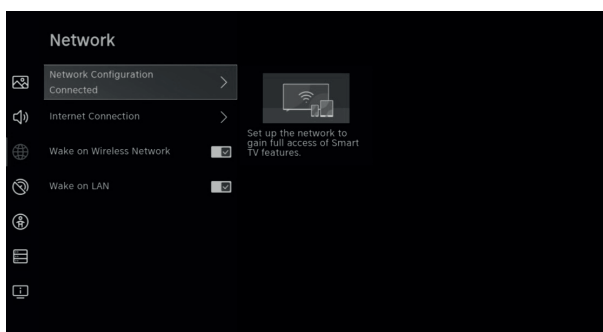 Network
Network Configuration
Connected
Internet Connection
Wake on Wireless Network
Wake on LAN
Set up the network to
gain full access of Smart
TV features.